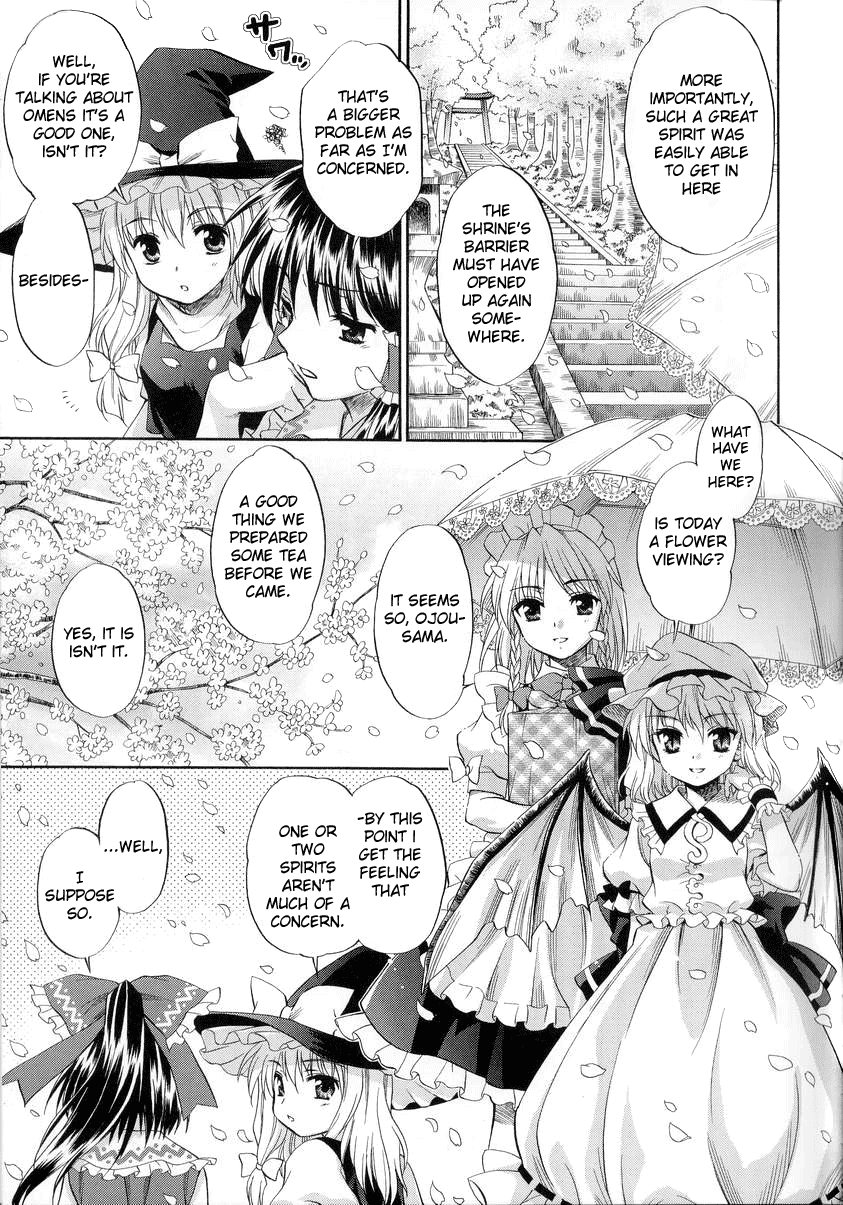 MORE
IMPORTANTLY,
SUCH A GREAT
SPIRIT WAS
EASILY ABLE
TO GET IN
HERE
THE
SHRINE'S
BARRIER
MUST HAVE
OPENED
UP AGAIN
SOME-
WHERE.
THAT'S
A BIGGER
PROBLEM AS
FAR AS I'M
CONCERNED.
サワ…
WELL,
IF YOU'RE
TALKING ABOUT
OMENS IT'S A
GOOD ONE,
ISN'T IT?
BESIDES-
WHAT
HAVE
WE
HERE?
IS TODAY
A FLOWER
VIEWING?
IT SEEMS
SO, OJOU-
SAMA.
A GOOD
THING WE
PREPARED
SOME TEA
BEFORE WE
CAME.
YES, IT IS
ISN'T IT.
-BY THIS
POINT I
GET THE
FEELING
THAT
ONE OR
TWO
SPIRITS
AREN'T
MUCH OF A
CONCERN.
...WELL,
I
SUPPOSE
SO.